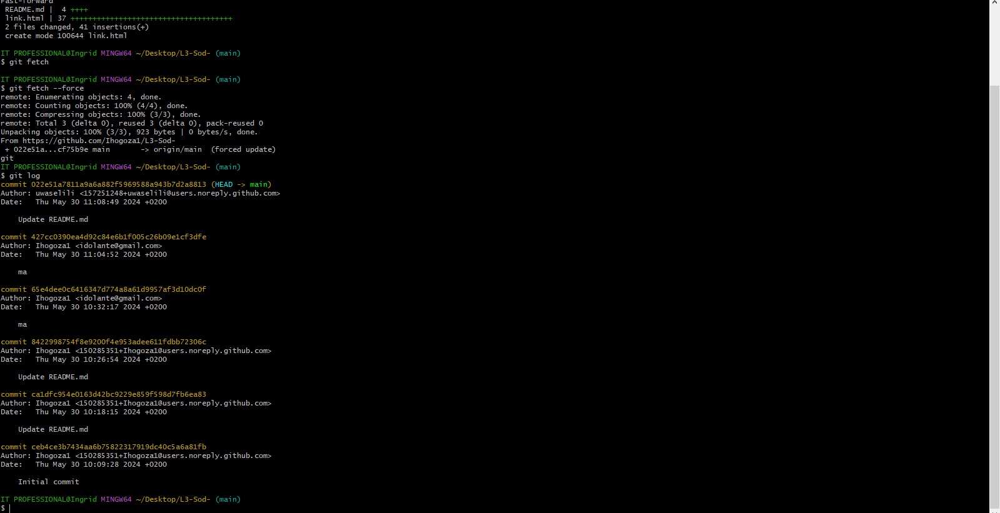 Fast-forward
README.md |  4 ++++
link.html | 37 +++++++++++++++++++++++++++++++++++++
2 files changed, 41 insertions(+)
create mode 100644 link.html
IT PROFESSIONAL@Ingrid MINGW64 ~/Desktop/L3-Sod- (main)
$ git fetch
IT PROFESSIONAL@Ingrid MINGW64 ~/Desktop/L3-Sod- (main)
$ git fetch --force
remote: Enumerating objects: 4, done.
remote: Counting objects: 100% (4/4), done.
remote: Compressing objects: 100% (3/3), done.
remote: Total 3 (delta 0), reused 3 (delta 0), pack-reused 0
Unpacking objects: 100% (3/3), 923 bytes | 0 bytes/s, done.
From https://github.com/Ihogoza1/L3-Sod-
+ 022e51a...cf75b9e main       -> origin/main  (forced update)
git
IT PROFESSIONAL@Ingrid MINGW64 ~/Desktop/L3-Sod- (main)
$ git log
commit 022e51a7811a9a6a882f5969588a943b7d2a8813 (HEAD -> main)
Author: uwaselili <157251248+uwaselili@users.noreply.github.com>
Date:   Thu May 30 11:08:49 2024 +0200
Update README.md
commit 427cc0390ea4d92c84e6b1f005c26b09e1cf3dfe
Author: Ihogoza1 <idolante@gmail.com>
Date:   Thu May 30 11:04:52 2024 +0200
ma
commit 65e4dee0c6416347d774a8a61d9957af3d10dc0f
Author: Ihogoza1 <idolante@gmail.com>
Date:   Thu May 30 10:32:17 2024 +0200
ma
commit 8422998754f8e9200f4e953adee611fdbb72306c
Author: Ihogoza1 <150285351+Ihogoza1@users.noreply.github.com>
Date:   Thu May 30 10:26:54 2024 +0200
Update README.md
commit ca1dfc954e0163d42bc9229e859f598d7fb6ea83
Author: Ihogoza1 <150285351+Ihogoza1@users.noreply.github.com>
Date:   Thu May 30 10:18:15 2024 +0200
Update README.md
commit ceb4ce3b7434aa6b75822317919dc40c5a6a81fb
Author: Ihogoza1 <150285351+Ihogoza1@users.noreply.github.com>
Date:   Thu May 30 10:09:28 2024 +0200
Initial commit
IT PROFESSIONAL@Ingrid MINGW64 ~/Desktop/L3-Sod- (main)
$